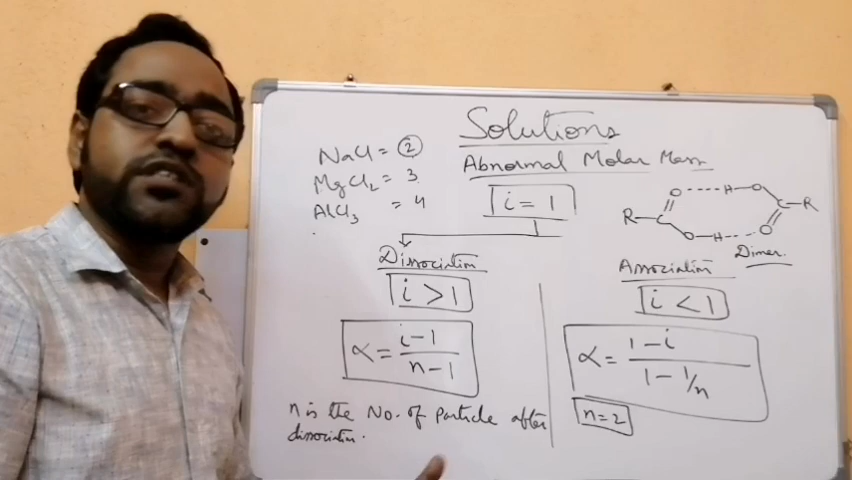 Solutions
Abnormal Molar Mass
NaCl = 2
MgCl2 = 3
AlCl3 = 4
i = 1
O ---- H—O
R—C C—R
O—H --- O
Dimer.
Dissociation
i > 1
α = i-1 / n-1
n is the No. of Particle after
dissociation.
Association
i < 1
α = 1-i / 1-1/n
n=2